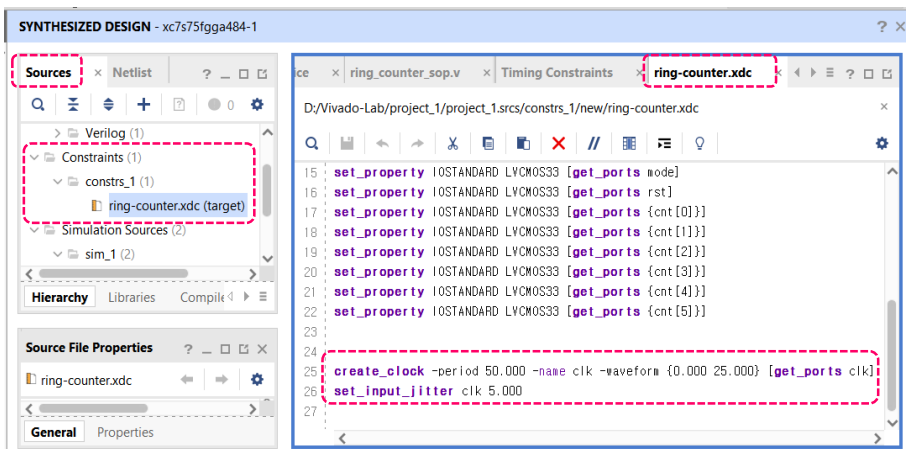 SYNTHESIZED DESIGN - xc7s75fgga484-1
Sources
Netlist
0
Verilog (1)
Constraints (1)
constrs_1 (1)
ring-counter.xdc (target)
Simulation Sources (2)
sim_1 (2)
Hierarchy Libraries Compile
Source File Properties
ring-counter.xdc
General Properties
ice ring_counter_sop.v Timing Constraints ring-counter.xdc
D:/Vivado-Lab/project_1/project_1.srcs/constrs_1/new/ring-counter.xdc
15 set_property IOSTANDARD LVCMOS33 [get_ports mode]
16 set_property IOSTANDARD LVCMOS33 [get_ports rst]
17 set_property IOSTANDARD LVCMOS33 [get_ports {cnt[0]}]
18 set_property IOSTANDARD LVCMOS33 [get_ports {cnt[1]}]
19 set_property IOSTANDARD LVCMOS33 [get_ports {cnt[2]}]
20 set_property IOSTANDARD LVCMOS33 [get_ports {cnt[3]}]
21 set_property IOSTANDARD LVCMOS33 [get_ports {cnt[4]}]
22 set_property IOSTANDARD LVCMOS33 [get_ports {cnt[5]}]
23
24
25 create_clock -period 50.000 -name clk -waveform {0.000 25.000} [get_ports clk]
26 set_input_jitter clk 5.000
27